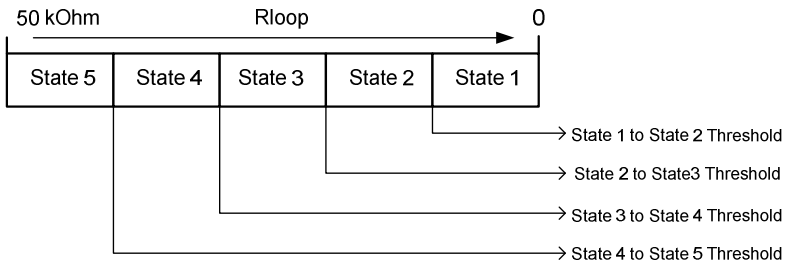 50 kOhm Rloop 0
State 5 State 4 State 3 State 2 State 1
State 1 to State 2 Threshold
State 2 to State3 Threshold
State 3 to State 4 Threshold
State 4 to State 5 Threshold